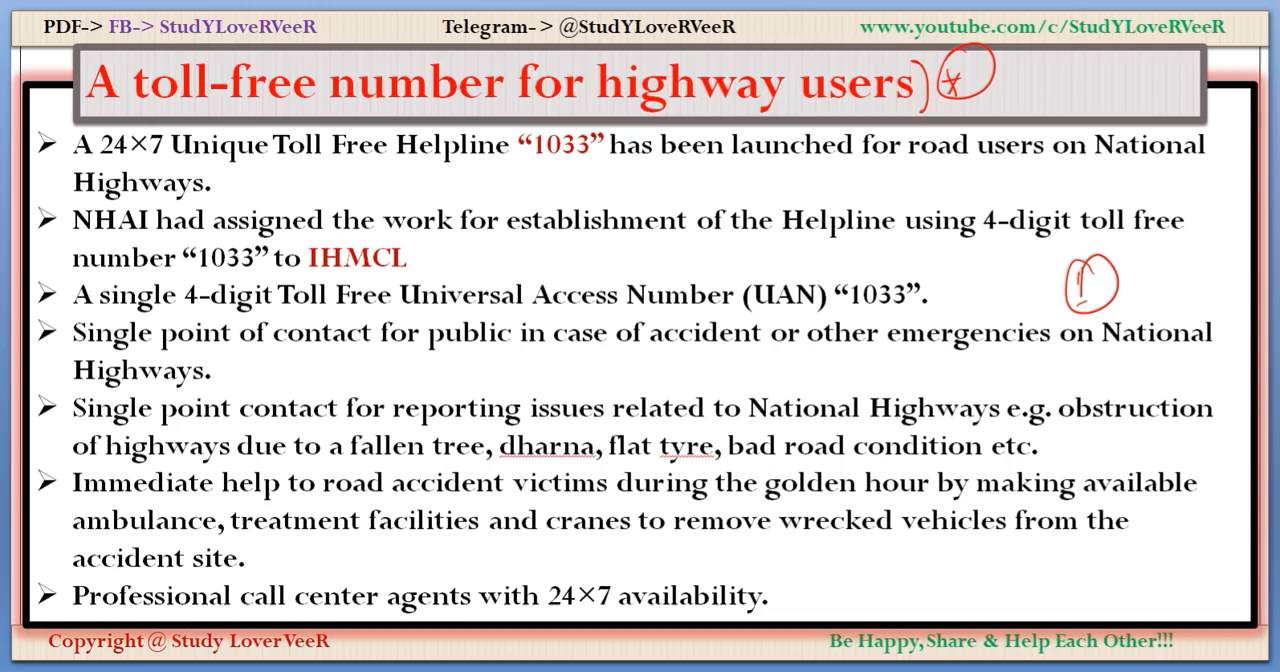 PDF-> FB-> StudYLoveRVeeR Telegram- > @StudYLoveRVeeR www.youtube.com/c/StudYLoveRVeeR
A toll-free number for highway users
➢ A 24×7 Unique Toll Free Helpline “1033” has been launched for road users on National
Highways.
➢ NHAI had assigned the work for establishment of the Helpline using 4-digit toll free
number “1033” to IHMCL
➢ A single 4-digit Toll Free Universal Access Number (UAN) “1033”.
➢ Single point of contact for public in case of accident or other emergencies on National
Highways.
➢ Single point contact for reporting issues related to National Highways e.g. obstruction
of highways due to a fallen tree, dharna, flat tyre, bad road condition etc.
➢ Immediate help to road accident victims during the golden hour by making available
ambulance, treatment facilities and cranes to remove wrecked vehicles from the
accident site.
➢ Professional call center agents with 24×7 availability.
Copyright @ Study LoverVeeR Be Happy,Share & Help Each Other!!!